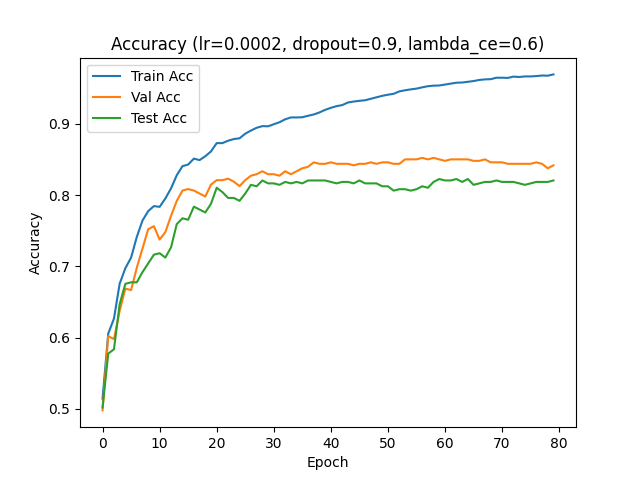 Accuracy (lr=0.0002, dropout=0.9, lambda_ce=0.6)
Train Acc
Val Acc
Test Acc
0.9
0.8
0.7
0.6
0.5
Accuracy
0 10 20 30 40 50 60 70 80
Epoch